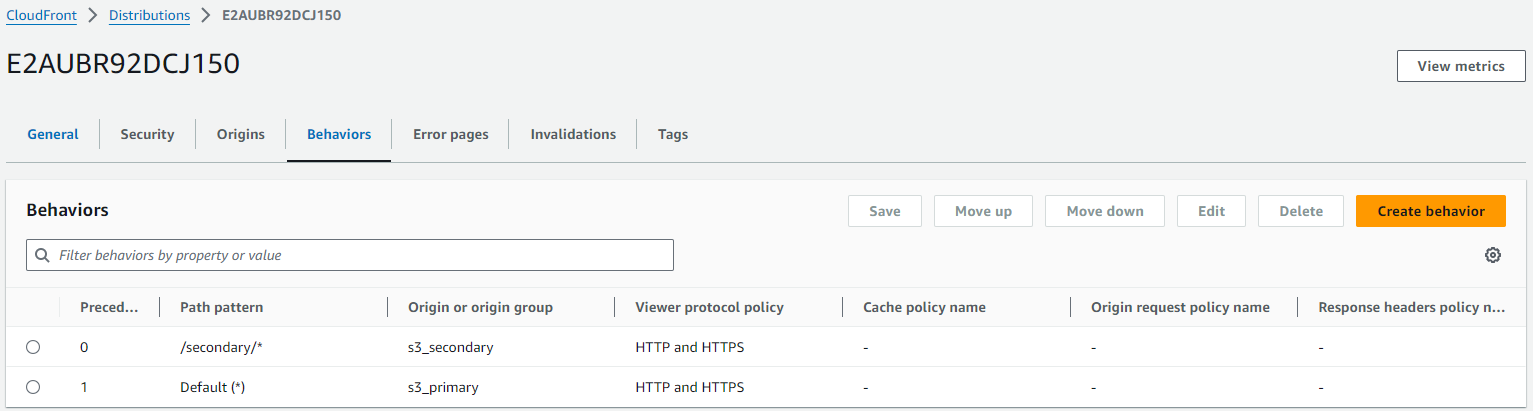 CloudFront > Distributions > E2AUBR92DCJ150
E2AUBR92DCJ150
View metrics
General Security Origins Behaviors Error pages Invalidations Tags
Behaviors
Save Move up Move down Edit Delete Create behavior
Filter behaviors by property or value
Preced... Path pattern Origin or origin group Viewer protocol policy Cache policy name Origin request policy name Response headers policy n...
0 /secondary/* s3_secondary HTTP and HTTPS - - -
1 Default (*) s3_primary HTTP and HTTPS - - -